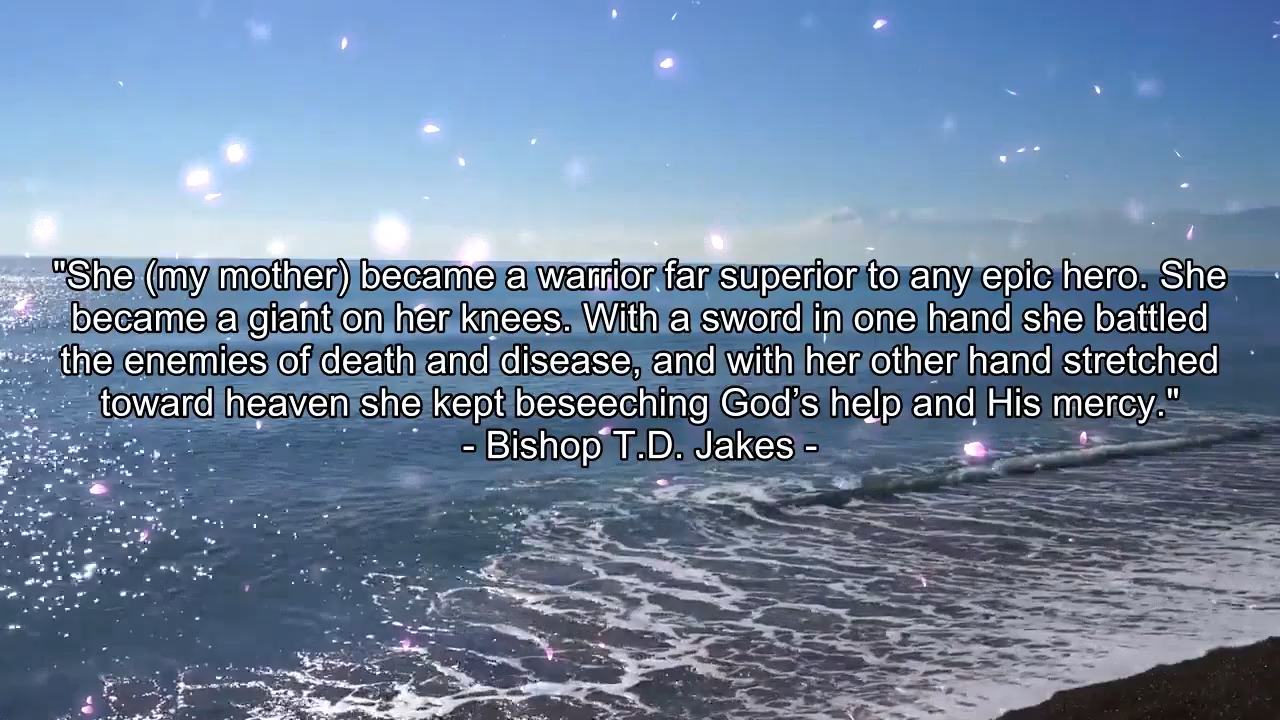 "She (my mother) became a warrior far superior to any epic hero. She
became a giant on her knees. With a sword in one hand she battled
the enemies of death and disease, and with her other hand stretched
toward heaven she kept beseeching God’s help and His mercy."
- Bishop T.D. Jakes -